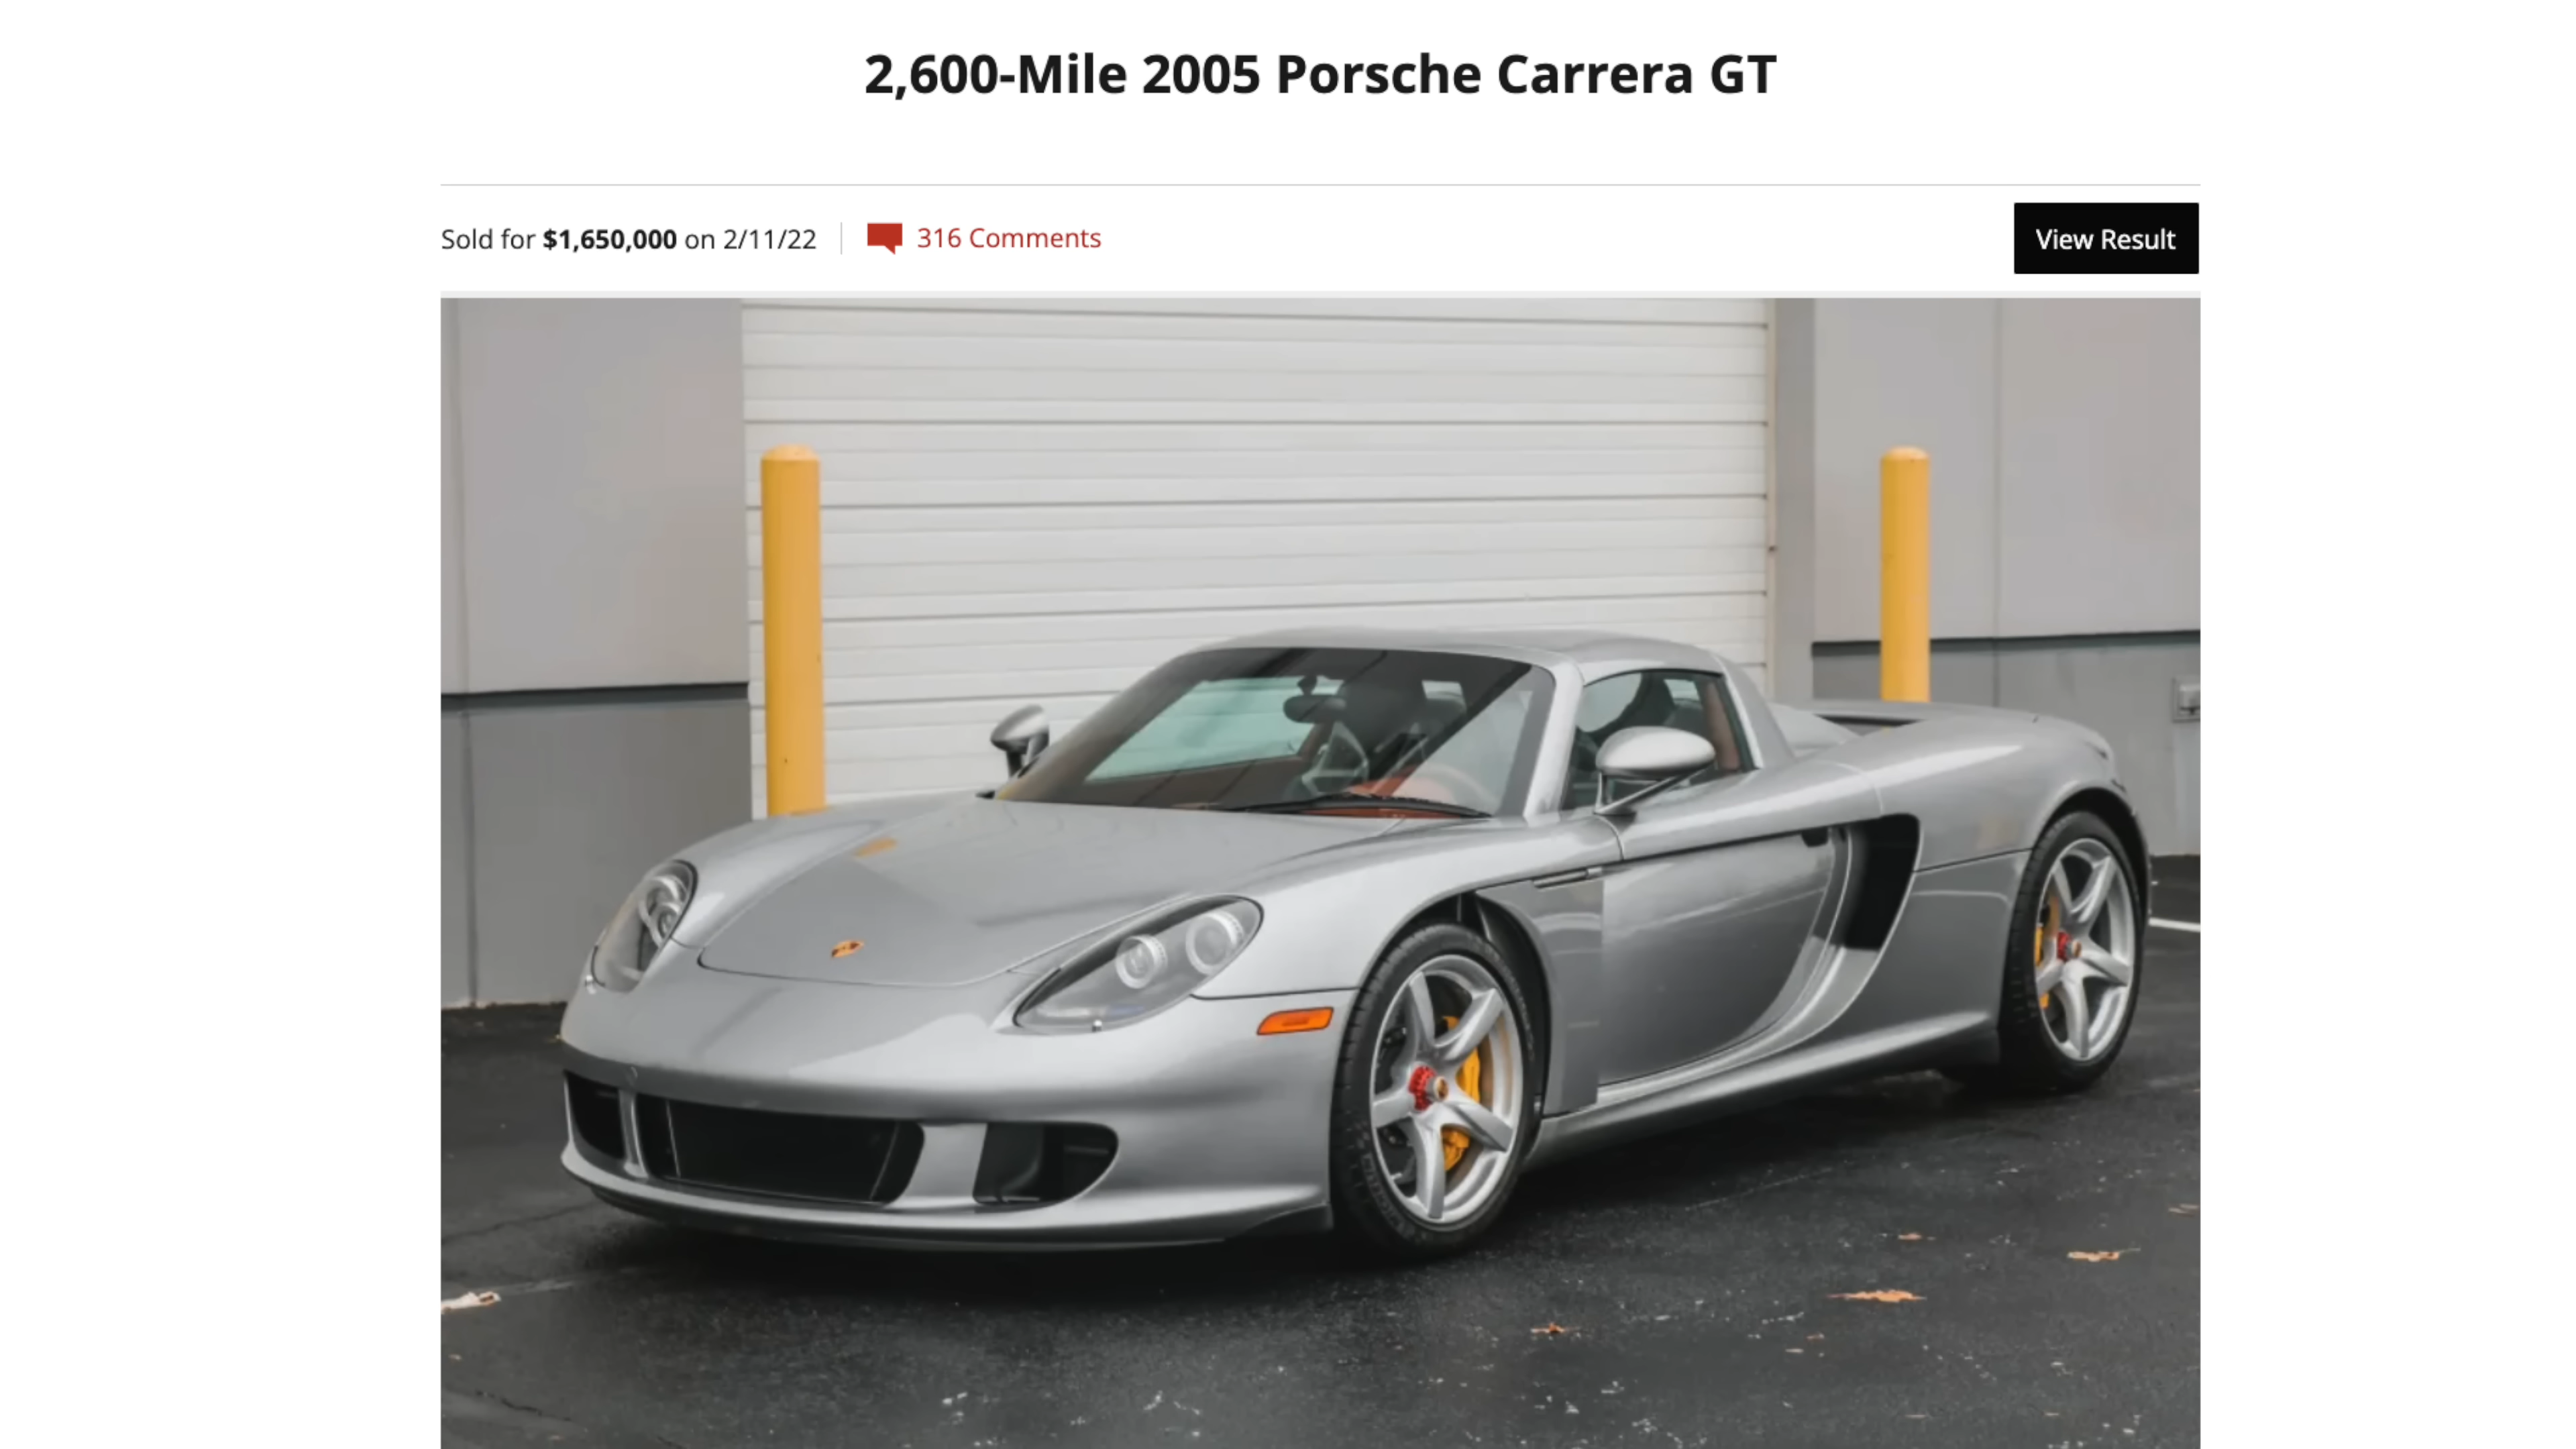 2,600-Mile 2005 Porsche Carrera GT
Sold for $1,650,000 on 2/11/22
316 Comments
View Result